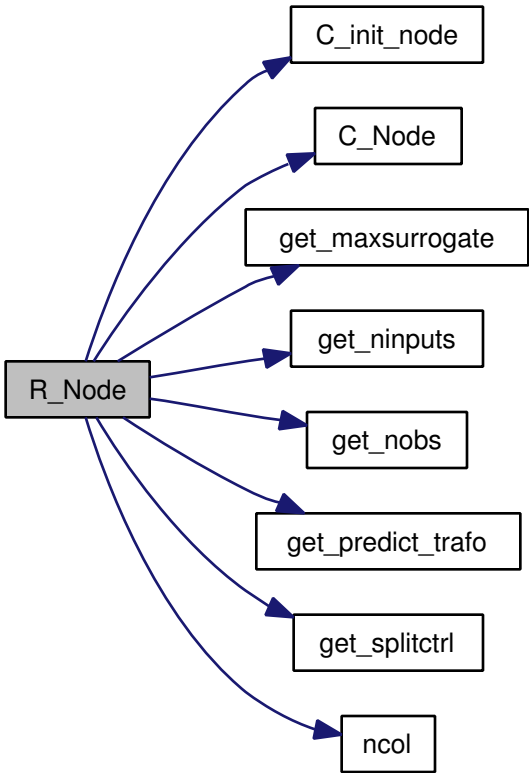 C_init_node
C_Node
get_maxsurrogate
get_ninputs
R_Node
get_nobs
get_predict_trafo
get_splitctrl
ncol